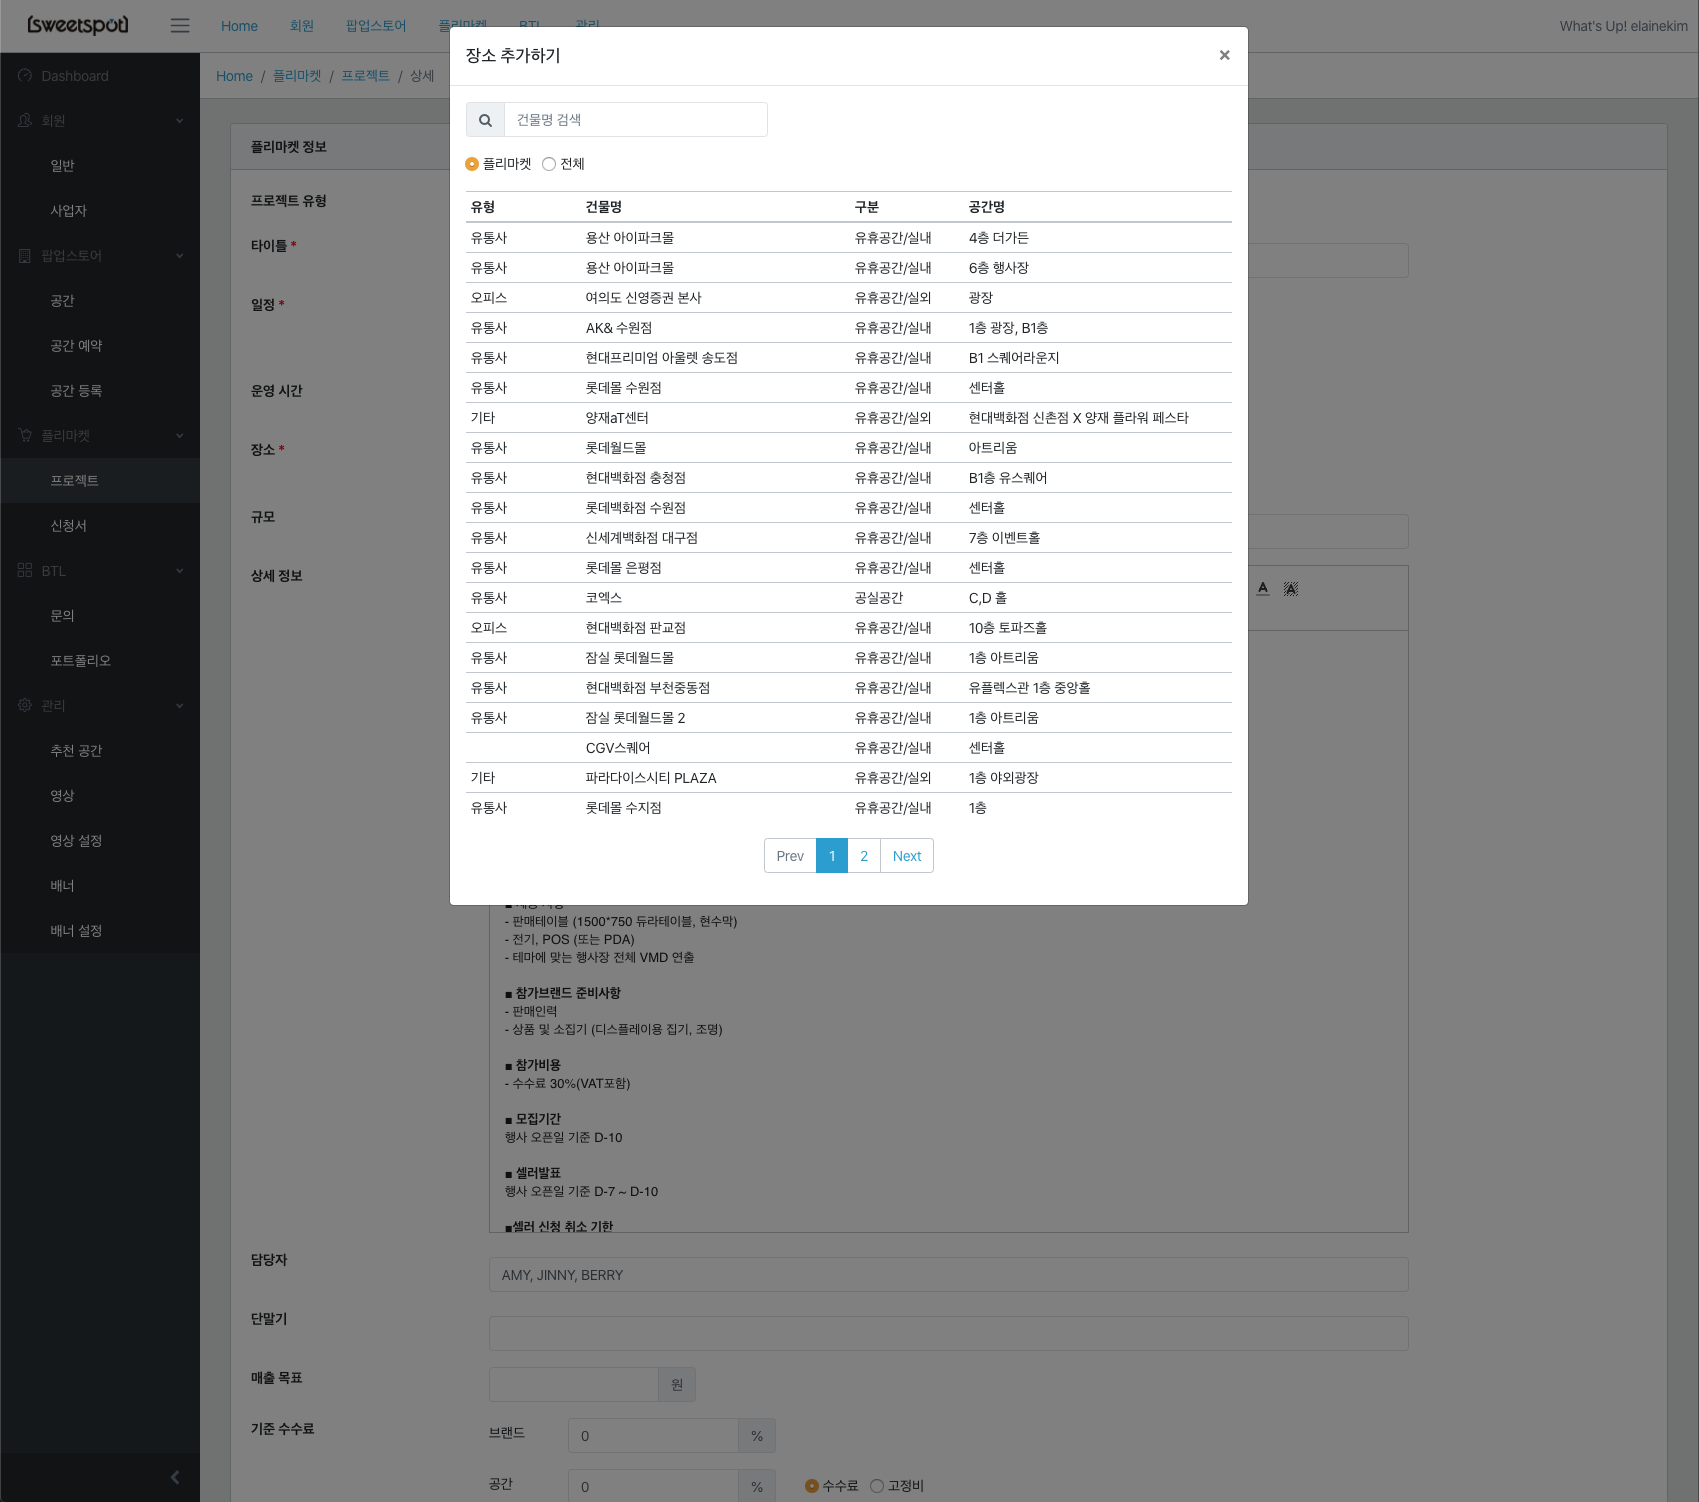 sweetspot
Home 회원 팝업스토어 플리마켓 BTL 관리
What's Up! elainekim
Dashboard
회원
일반
사업자
팝업스토어
공간
공간 예약
공간 등록
플리마켓
프로젝트
신청서
BTL
문의
포트폴리오
관리
추천 공간
영상
영상 설정
배너
배너 설정
Home / 플리마켓 / 프로젝트 / 상세
플리마켓 정보
프로젝트 유형
타이틀 *
일정 *
운영 시간
장소 *
규모
상세 정보
장소 추가하기 ×
건물명 검색
플리마켓 전체
유형 건물명 구분 공간명
유통사 용산 아이파크몰 유휴공간/실내 4층 더가든
유통사 용산 아이파크몰 유휴공간/실내 6층 행사장
오피스 여의도 신영증권 본사 유휴공간/실외 광장
유통사 AK& 수원점 유휴공간/실내 1층 광장, B1층
유통사 현대프리미엄 아울렛 송도점 유휴공간/실내 B1 스퀘어라운지
유통사 롯데몰 수원점 유휴공간/실내 센터홀
기타 양재aT센터 유휴공간/실외 현대백화점 신촌점 X 양재 플라워 페스타
유통사 롯데월드몰 유휴공간/실내 아트리움
유통사 현대백화점 충청점 유휴공간/실내 B1층 유스퀘어
유통사 롯데백화점 수원점 유휴공간/실내 센터홀
유통사 신세계백화점 대구점 유휴공간/실내 7층 이벤트홀
유통사 롯데몰 은평점 유휴공간/실내 센터홀
유통사 코엑스 공실공간 C,D 홀
오피스 현대백화점 판교점 유휴공간/실내 10층 토파즈홀
유통사 잠실 롯데월드몰 유휴공간/실내 1층 아트리움
유통사 현대백화점 부천중동점 유휴공간/실내 유플렉스관 1층 중앙홀
유통사 잠실 롯데월드몰 2 유휴공간/실내 1층 아트리움
CGV스퀘어 유휴공간/실내 센터홀
기타 파라다이스시티 PLAZA 유휴공간/실외 1층 야외광장
유통사 롯데몰 수지점 유휴공간/실내 1층
Prev 1 2 Next
- 판매테이블 (1500*750 듀라테이블, 현수막)
- 전기, POS (또는 PDA)
- 테마에 맞는 행사장 전체 VMD 연출
■ 참가브랜드 준비사항
- 판매인력
- 상품 및 소집기 (디스플레이용 집기, 조명)
■ 참가비용
- 수수료 30%(VAT포함)
■ 모집기간
행사 오픈일 기준 D-10
■ 셀러발표
행사 오픈일 기준 D-7 ~ D-10
■셀러 신청 취소 기한
담당자 AMY, JINNY, BERRY
단말기
매출 목표 원
기준 수수료 브랜드 0 %
공간 0 % 수수료 고정비